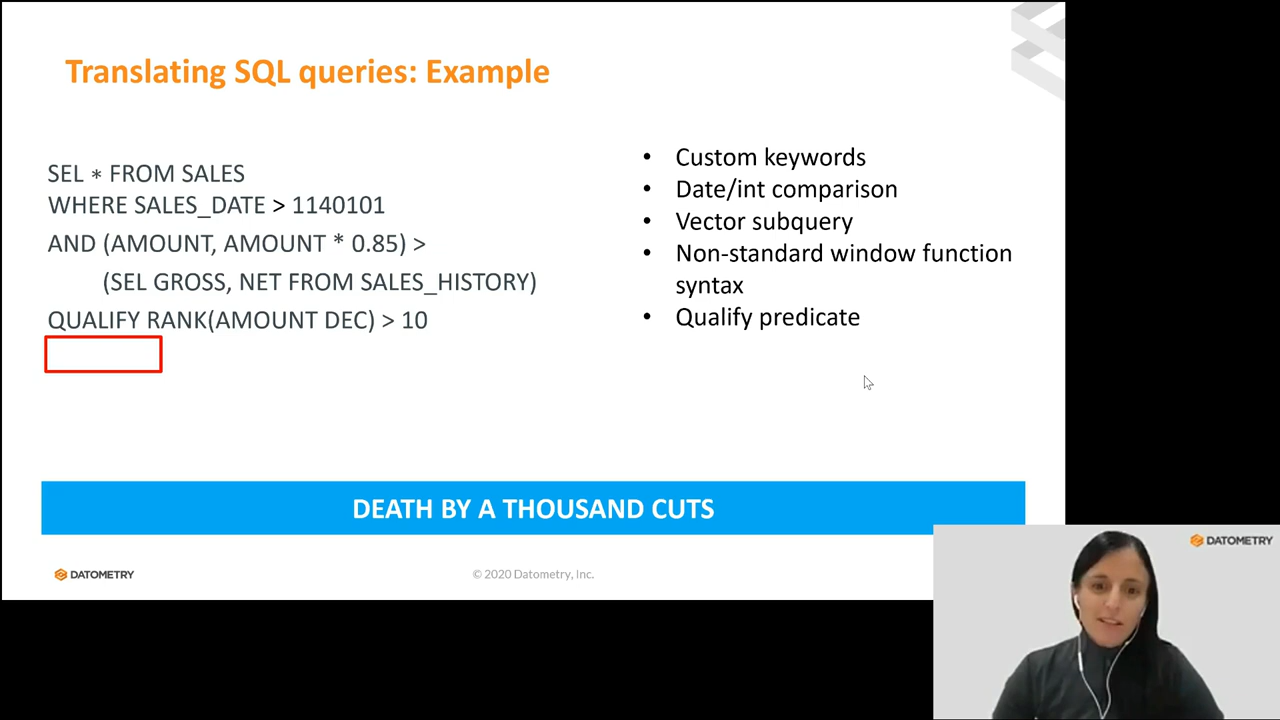 Translating SQL queries: Example
SEL * FROM SALES
WHERE SALES_DATE > 1140101
AND (AMOUNT, AMOUNT * 0.85) >
(SEL GROSS, NET FROM SALES_HISTORY)
QUALIFY RANK(AMOUNT DEC) > 10
• Custom keywords
• Date/int comparison
• Vector subquery
• Non-standard window function
syntax
• Qualify predicate
DEATH BY A THOUSAND CUTS
DATOMETRY
© 2020 Datometry, Inc.
DATOMETRY